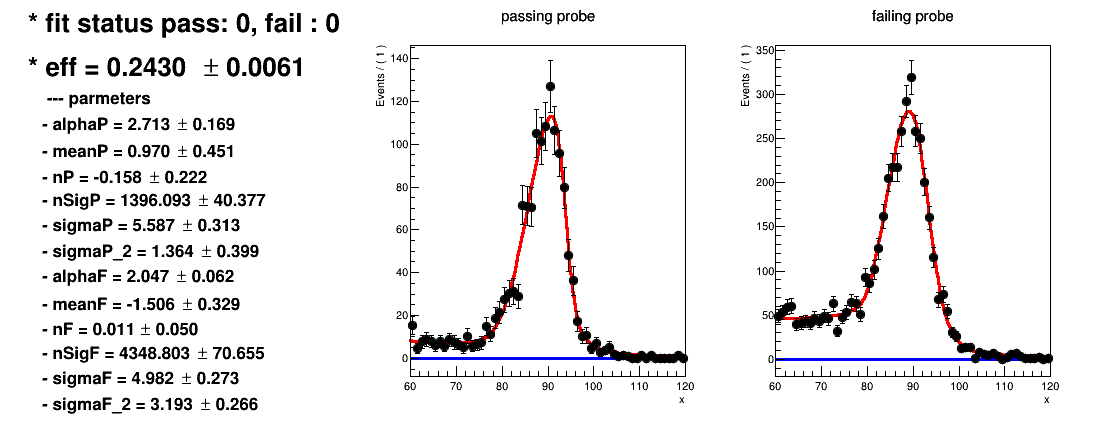 * fit status pass: 0, fail : 0
* eff = 0.2430 ± 0.0061
--- parmeters
- alphaP = 2.713 ± 0.169
- meanP = 0.970 ± 0.451
- nP = -0.158 ± 0.222
- nSigP = 1396.093 ± 40.377
- sigmaP = 5.587 ± 0.313
- sigmaP_2 = 1.364 ± 0.399
- alphaF = 2.047 ± 0.062
- meanF = -1.506 ± 0.329
- nF = 0.011 ± 0.050
- nSigF = 4348.803 ± 70.655
- sigmaF = 4.982 ± 0.273
- sigmaF_2 = 3.193 ± 0.266
passing probe
Events / ( 1 )
140
120
100
80
60
40
20
0
60 70 80 90 100 110 120
x
failing probe
Events / ( 1 )
350
300
250
200
150
100
50
0
60 70 80 90 100 110 120
x